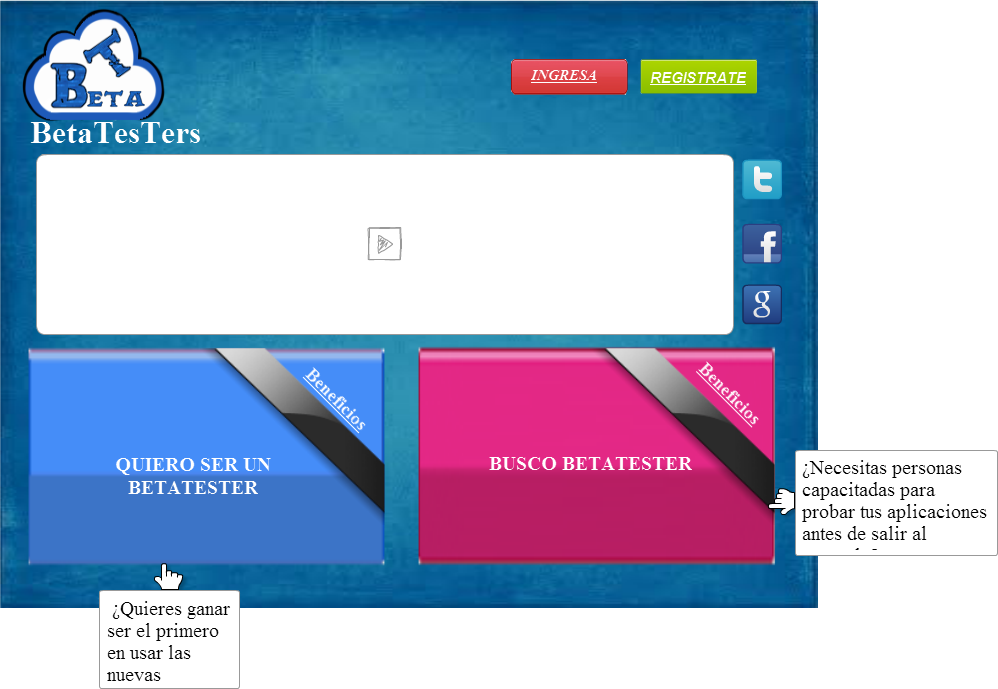 BETA
BetaTesTers
INGRESA
REGISTRATE
Beneficios
QUIERO SER UN
BETATESTER
Beneficios
BUSCO BETATESTER
¿Necesitas personas
capacitadas para
probar tus aplicaciones
antes de salir al
¿Quieres ganar
ser el primero
en usar las
nuevas